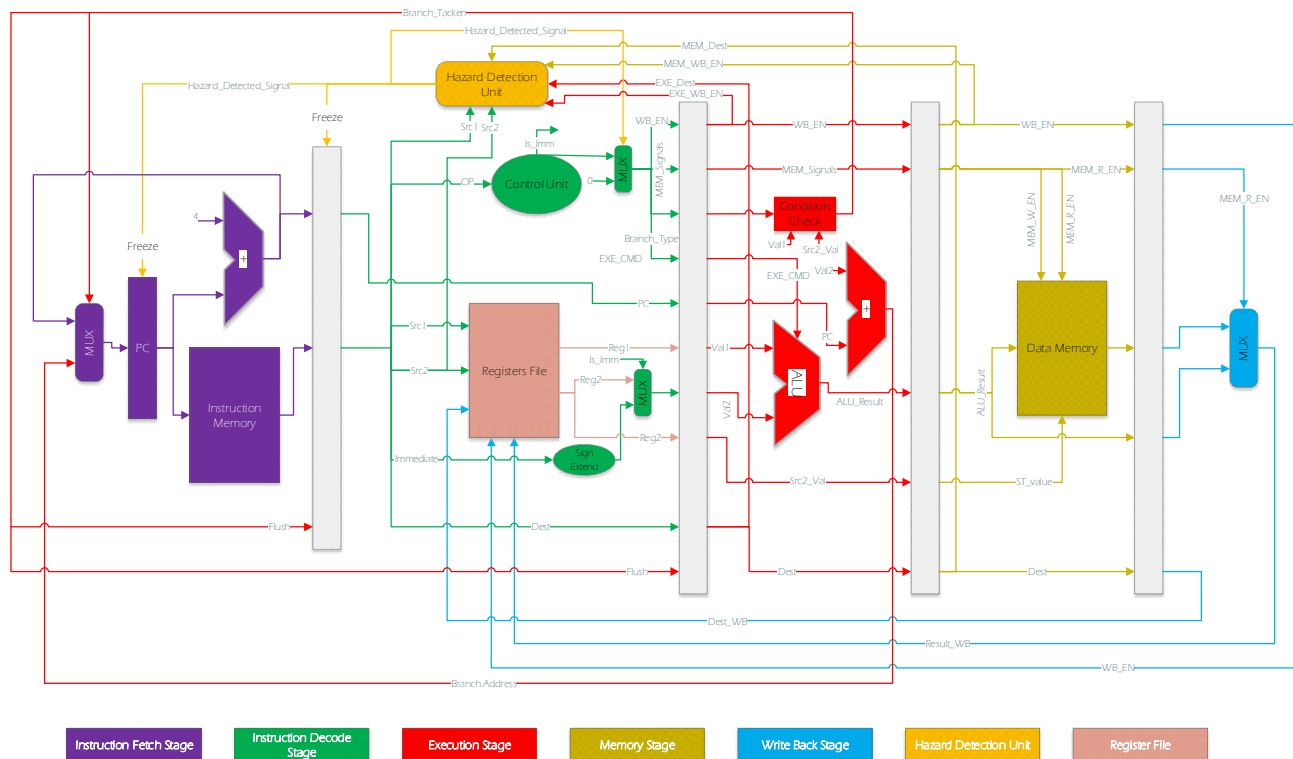 Branch_Tacken
Hazard_Detected_Signal
MEM_Dest
MEM_WB_EN
Hazard Detection
Unit
EXE_Dest
EXE_WB_EN
Hazard_Detected_Signal
Freeze
Src1
Src2
WB_EN
WB_EN
WB_EN
Is_Imm
MUX
MEM_Signals
MEM_Signals
MEM_R_EN
OP
Control Unit
0
MEM_R_EN
4
+
Condition
Check
MEM_W_EN
MEM_R_EN
Freeze
Branch_Type
Val1
Src2_Val
EXE_CMD
EXE_CMD
Val2
PC
+
MUX
PC
Src1
PC
Reg1
Val1
Data Memory
MUX
Is_Imm
Registers File
Src2
Reg2
MUX
ALU
ALU_Result
ALU_Result
Instruction
Memory
Val2
Reg2
Immediate
Sign
Extend
Src2_Val
ST_value
Flush
Dest
Flush
Dest
Dest
Dest_WB
Result_WB
WB_EN
Branch Address
Instruction Fetch Stage
Instruction Decode
Stage
Execution Stage
Memory Stage
Write Back Stage
Hazard Detection Unit
Register File